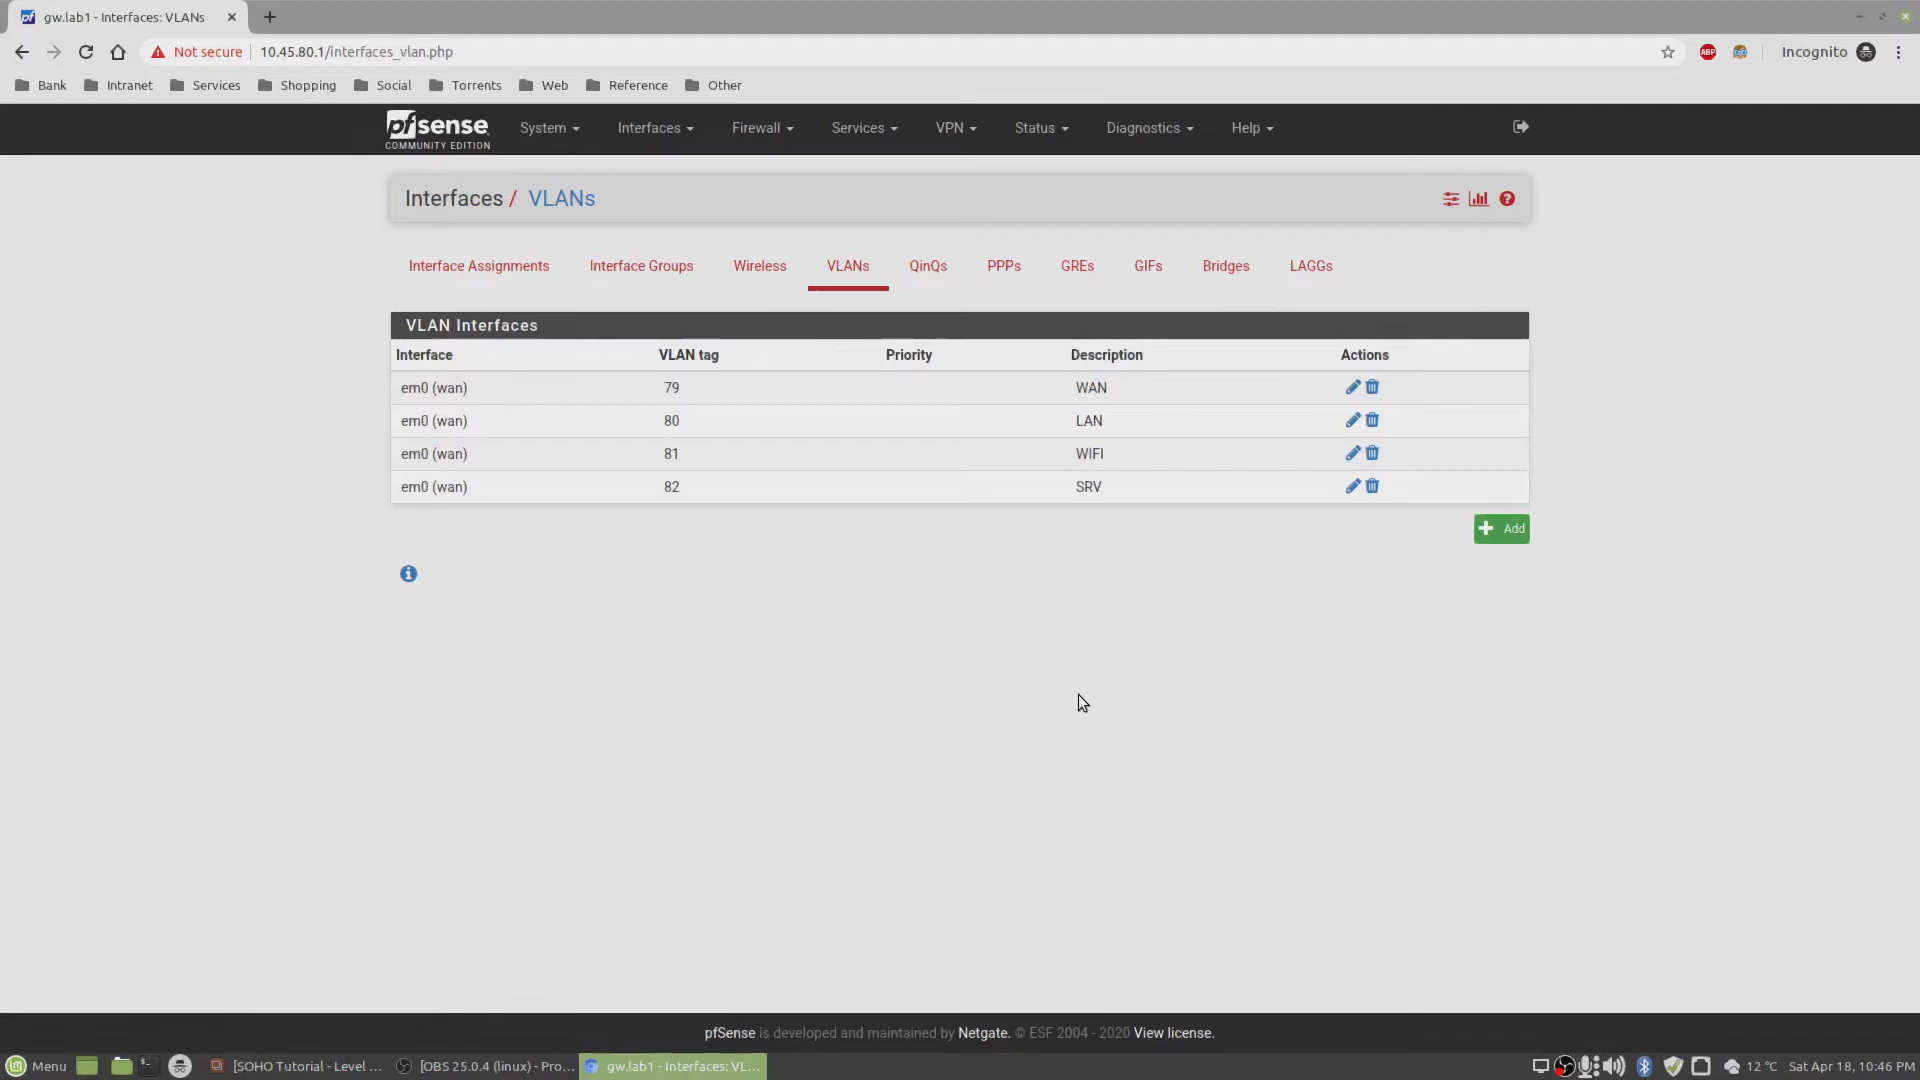 gw.lab1 - Interfaces: VLANs
Not secure 10.45.80.1/interfaces_vlan.php
ABP
Incognito
Bank Intranet Services Shopping Social Torrents Web Reference Other
pfsense
COMMUNITY EDITION
System Interfaces Firewall Services VPN Status Diagnostics Help
Interfaces / VLANs
Interface Assignments Interface Groups Wireless VLANs QinQs PPPs GREs GIFs Bridges LAGGs
VLAN Interfaces
Interface VLAN tag Priority Description Actions
em0 (wan) 79 WAN
em0 (wan) 80 LAN
em0 (wan) 81 WIFI
em0 (wan) 82 SRV
Add
pfSense is developed and maintained by Netgate. © ESF 2004 - 2020 View license.
Menu [SOHO Tutorial - Level ... [OBS 25.0.4 (linux) - Pro... gw.lab1 - Interfaces: VL... 12 °C Sat Apr 18, 10:46 PM